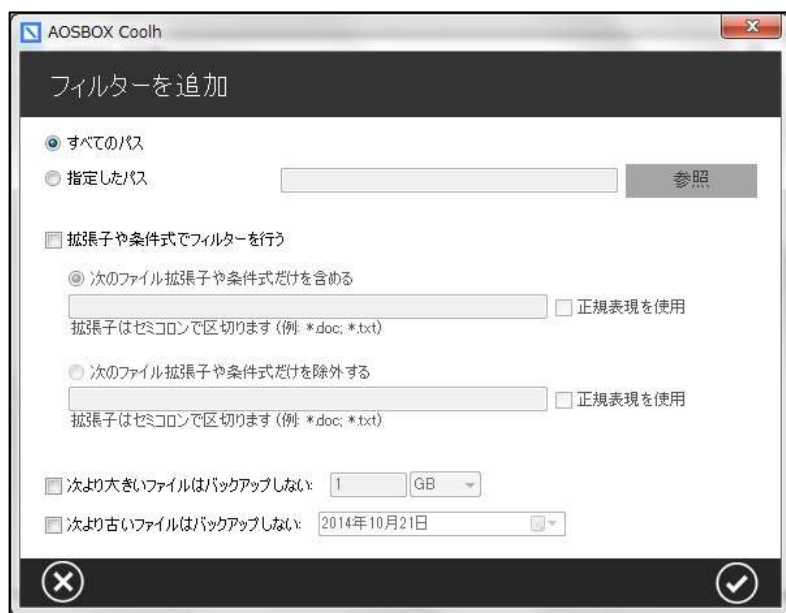 AOSBOX Coolh
フィルターを追加
すべてのパス
指定したパス 参照
拡張子や条件式でフィルターを行う
次のファイル拡張子や条件式だけを含める
正規表現を使用
拡張子はセミコロンで区切ります (例: *.doc; *.txt)
次のファイル拡張子や条件式だけを除外する
正規表現を使用
拡張子はセミコロンで区切ります (例: *.doc; *.txt)
次より大きいファイルはバックアップしない: 1 GB
次より古いファイルはバックアップしない: 2014年10月21日